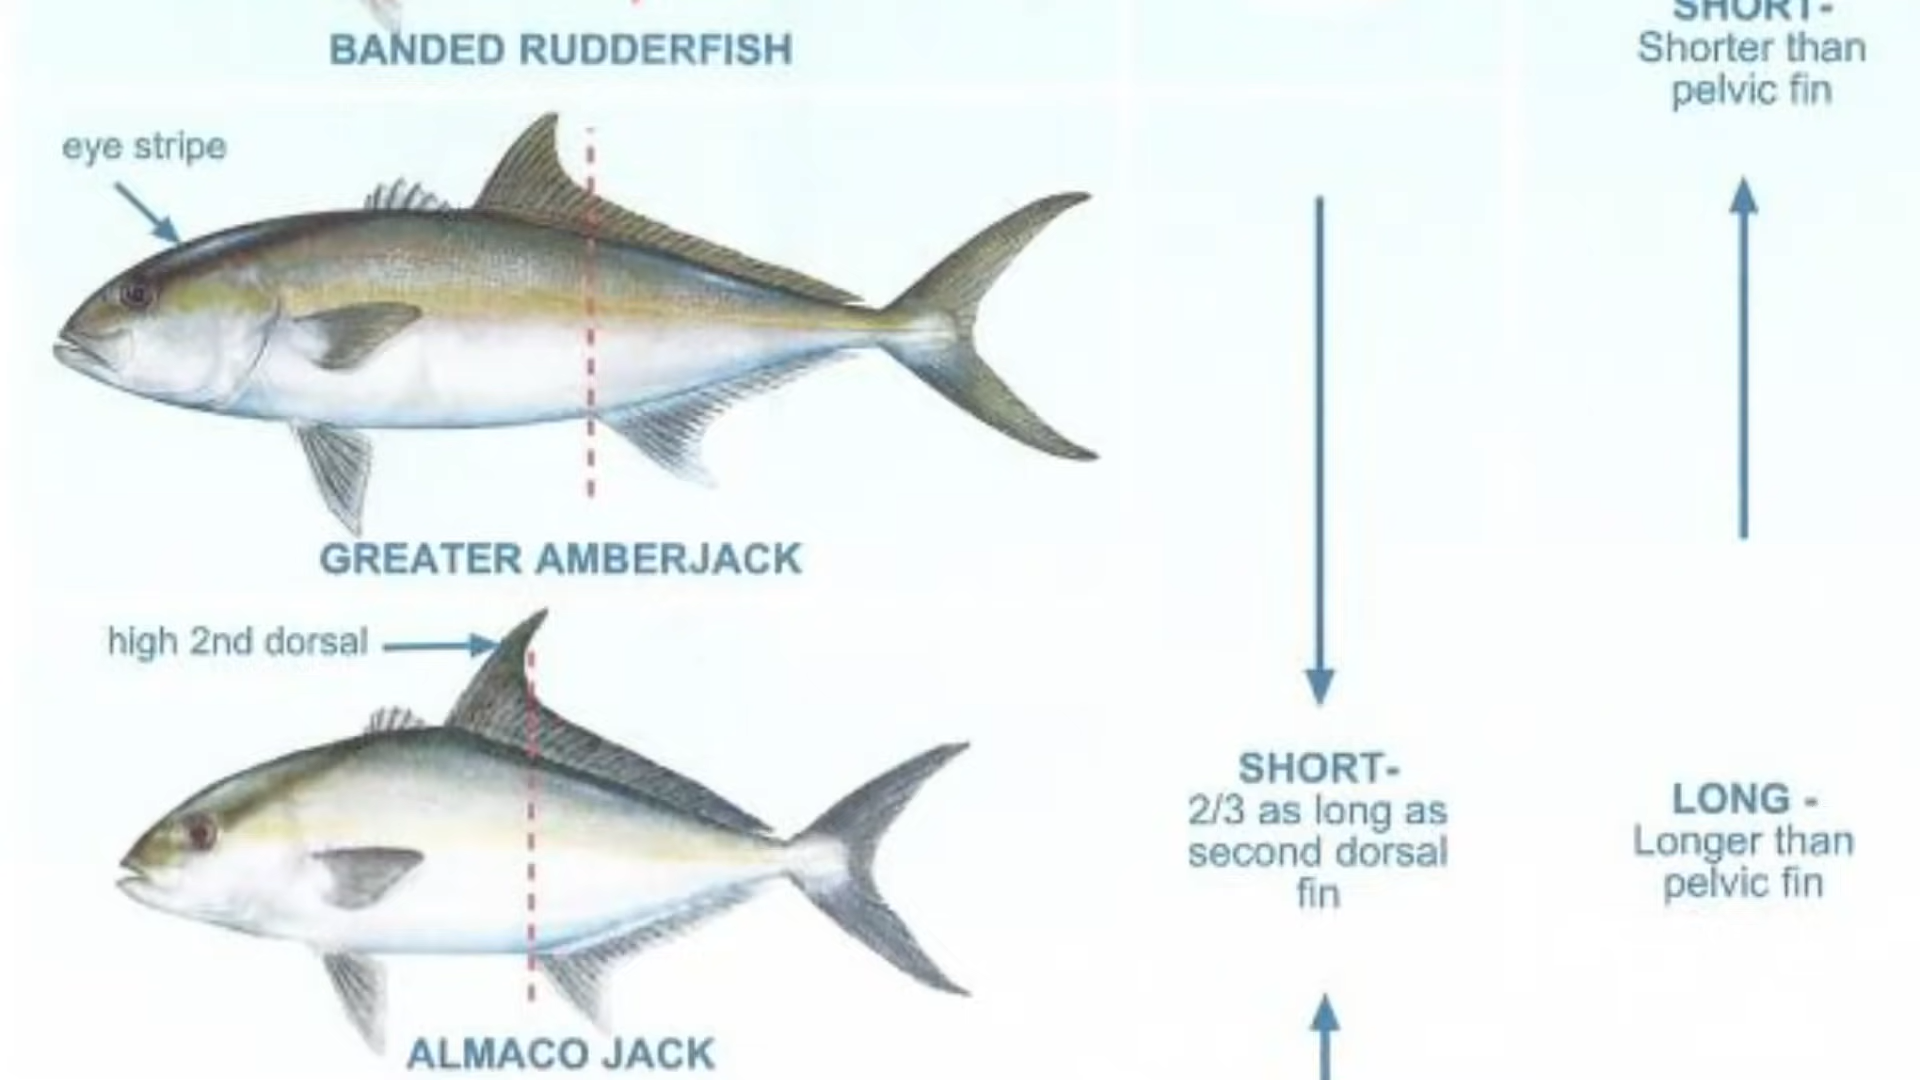 BANDED RUDDERFISH
SHORT-
Shorter than
pelvic fin
eye stripe
GREATER AMBERJACK
high 2nd dorsal
SHORT-
2/3 as long as
second dorsal
fin
LONG -
Longer than
pelvic fin
ALMACO JACK